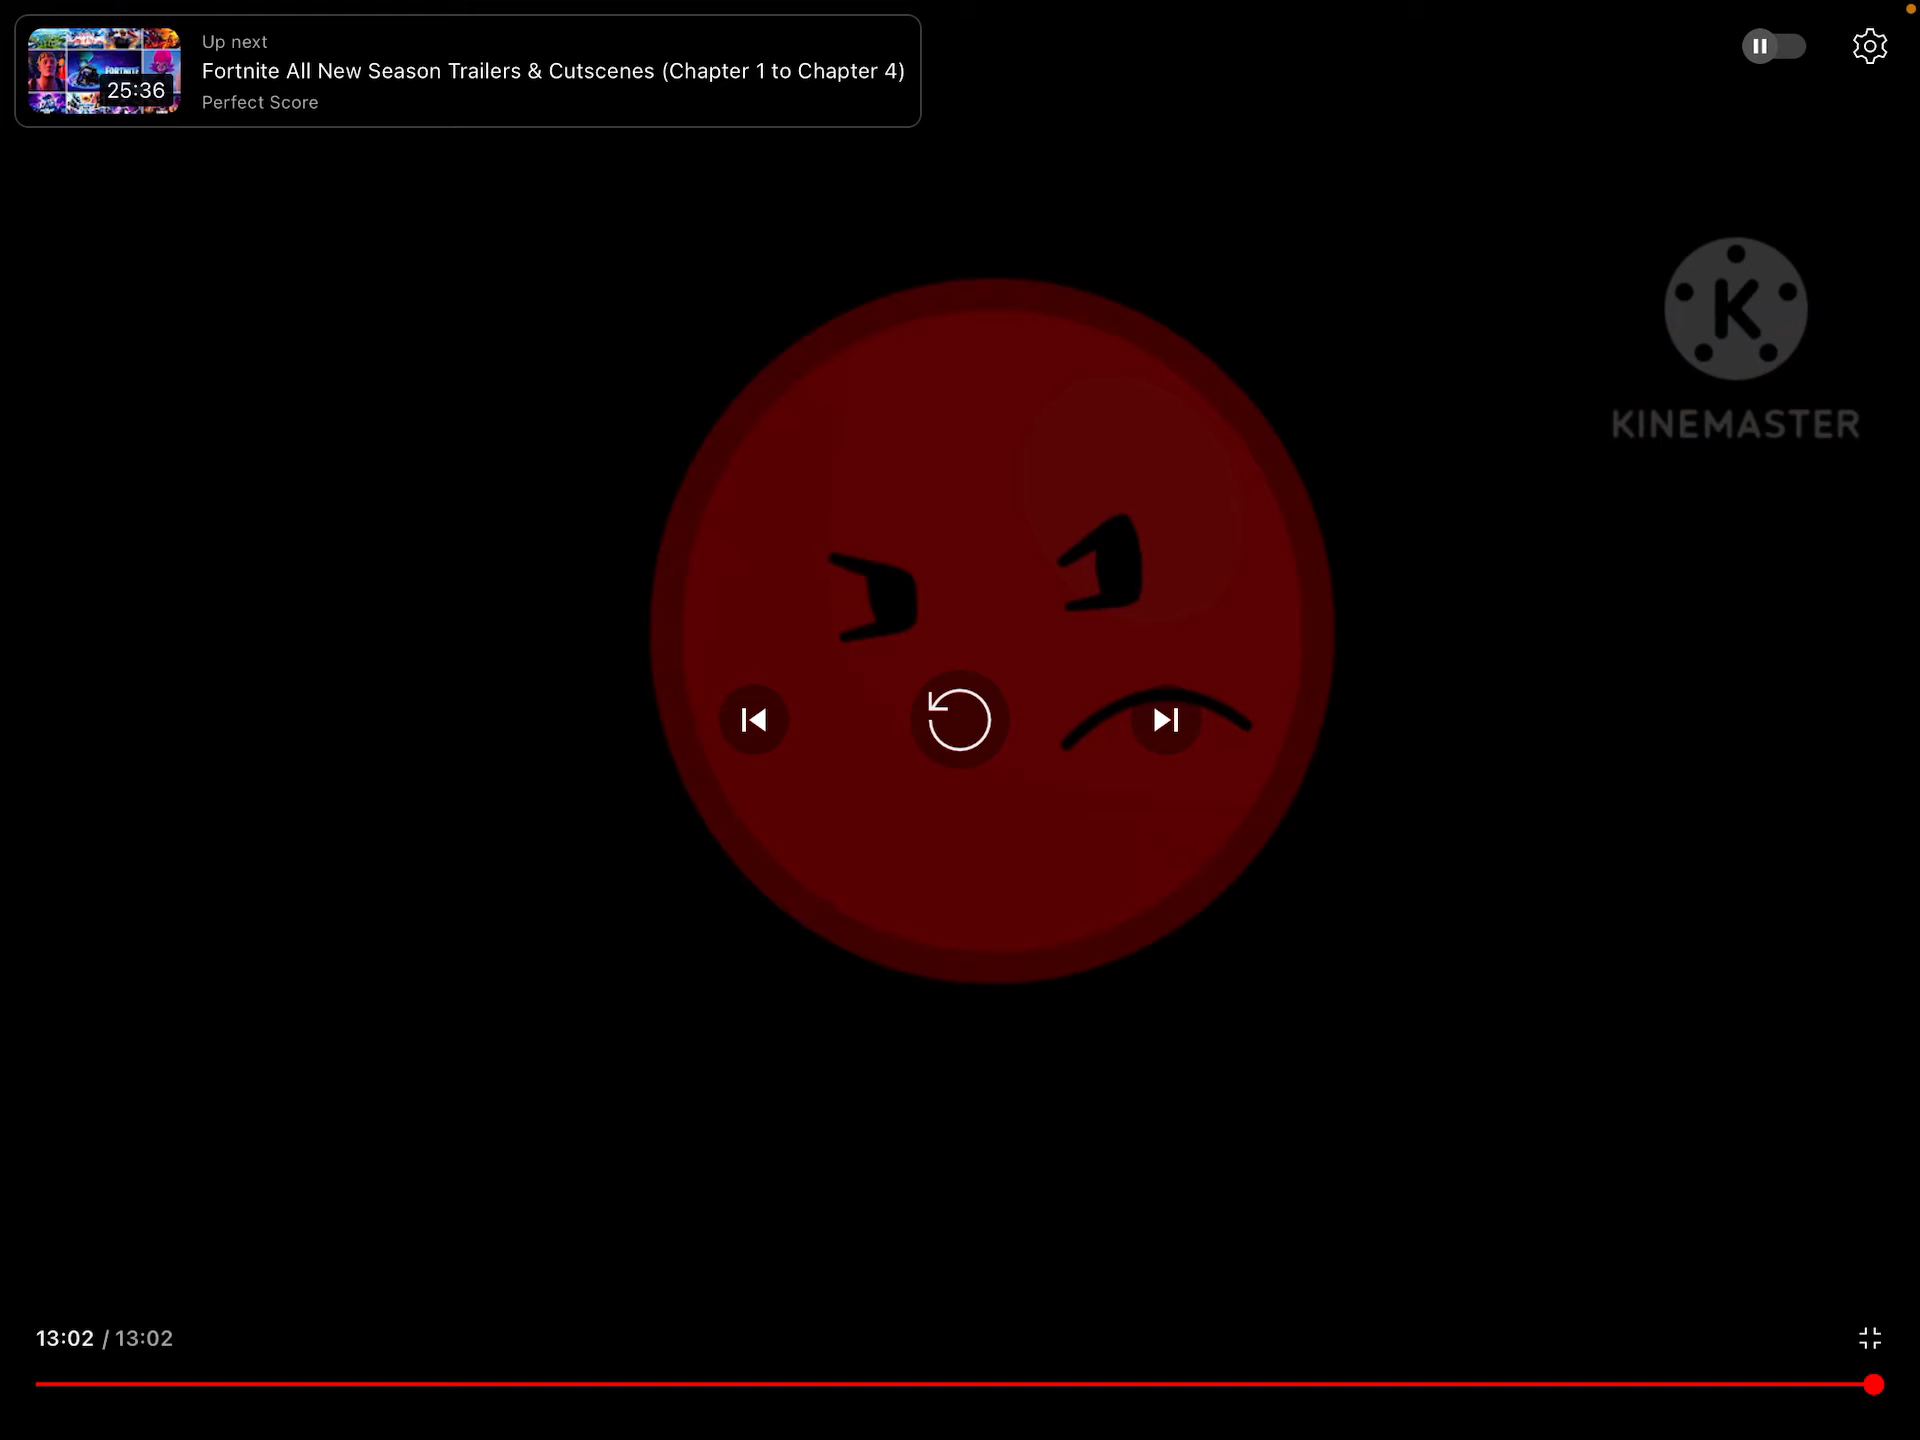 Up next
Fortnite All New Season Trailers & Cutscenes (Chapter 1 to Chapter 4)
25:36
Perfect Score
FORTNITE
K
KINEMASTER
13:02 / 13:02